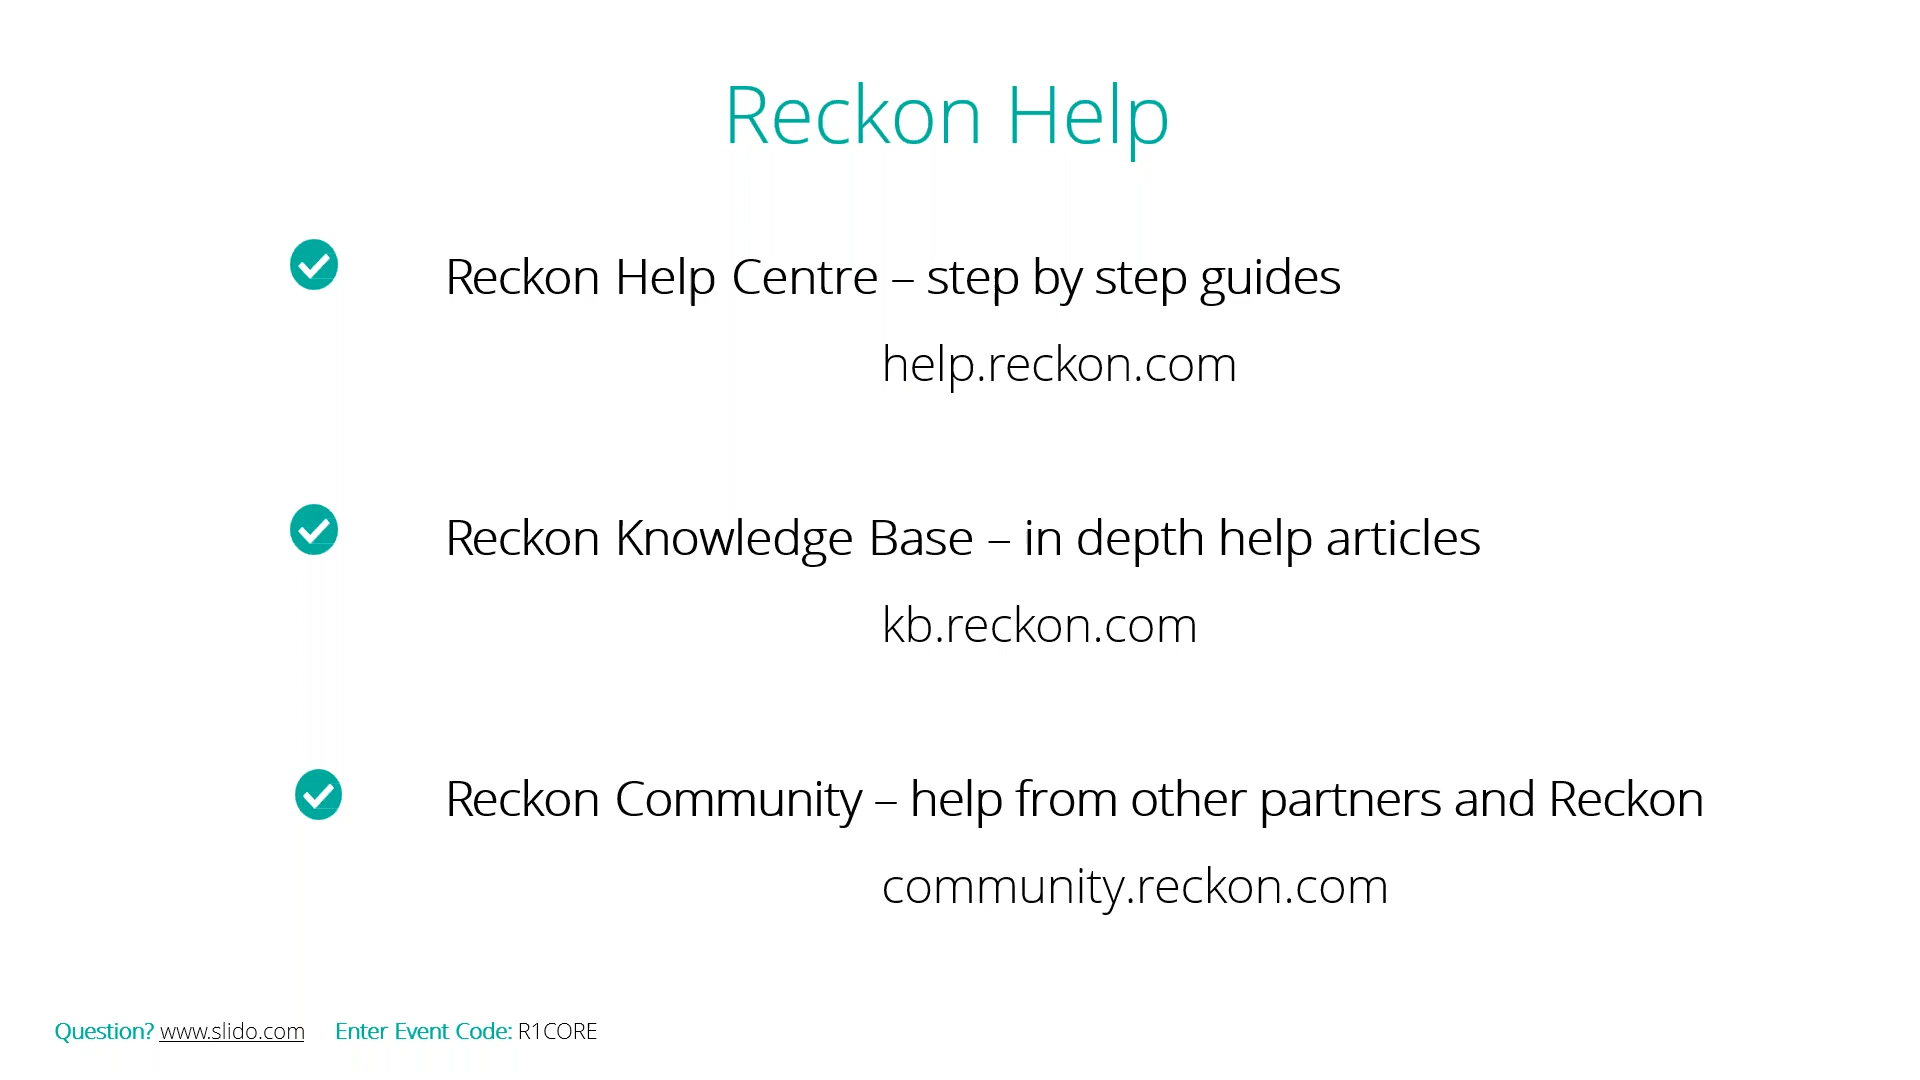 Reckon Help
Reckon Help Centre – step by step guides
help.reckon.com
Reckon Knowledge Base – in depth help articles
kb.reckon.com
Reckon Community – help from other partners and Reckon
community.reckon.com
Question? www.slido.com Enter Event Code: R1CORE